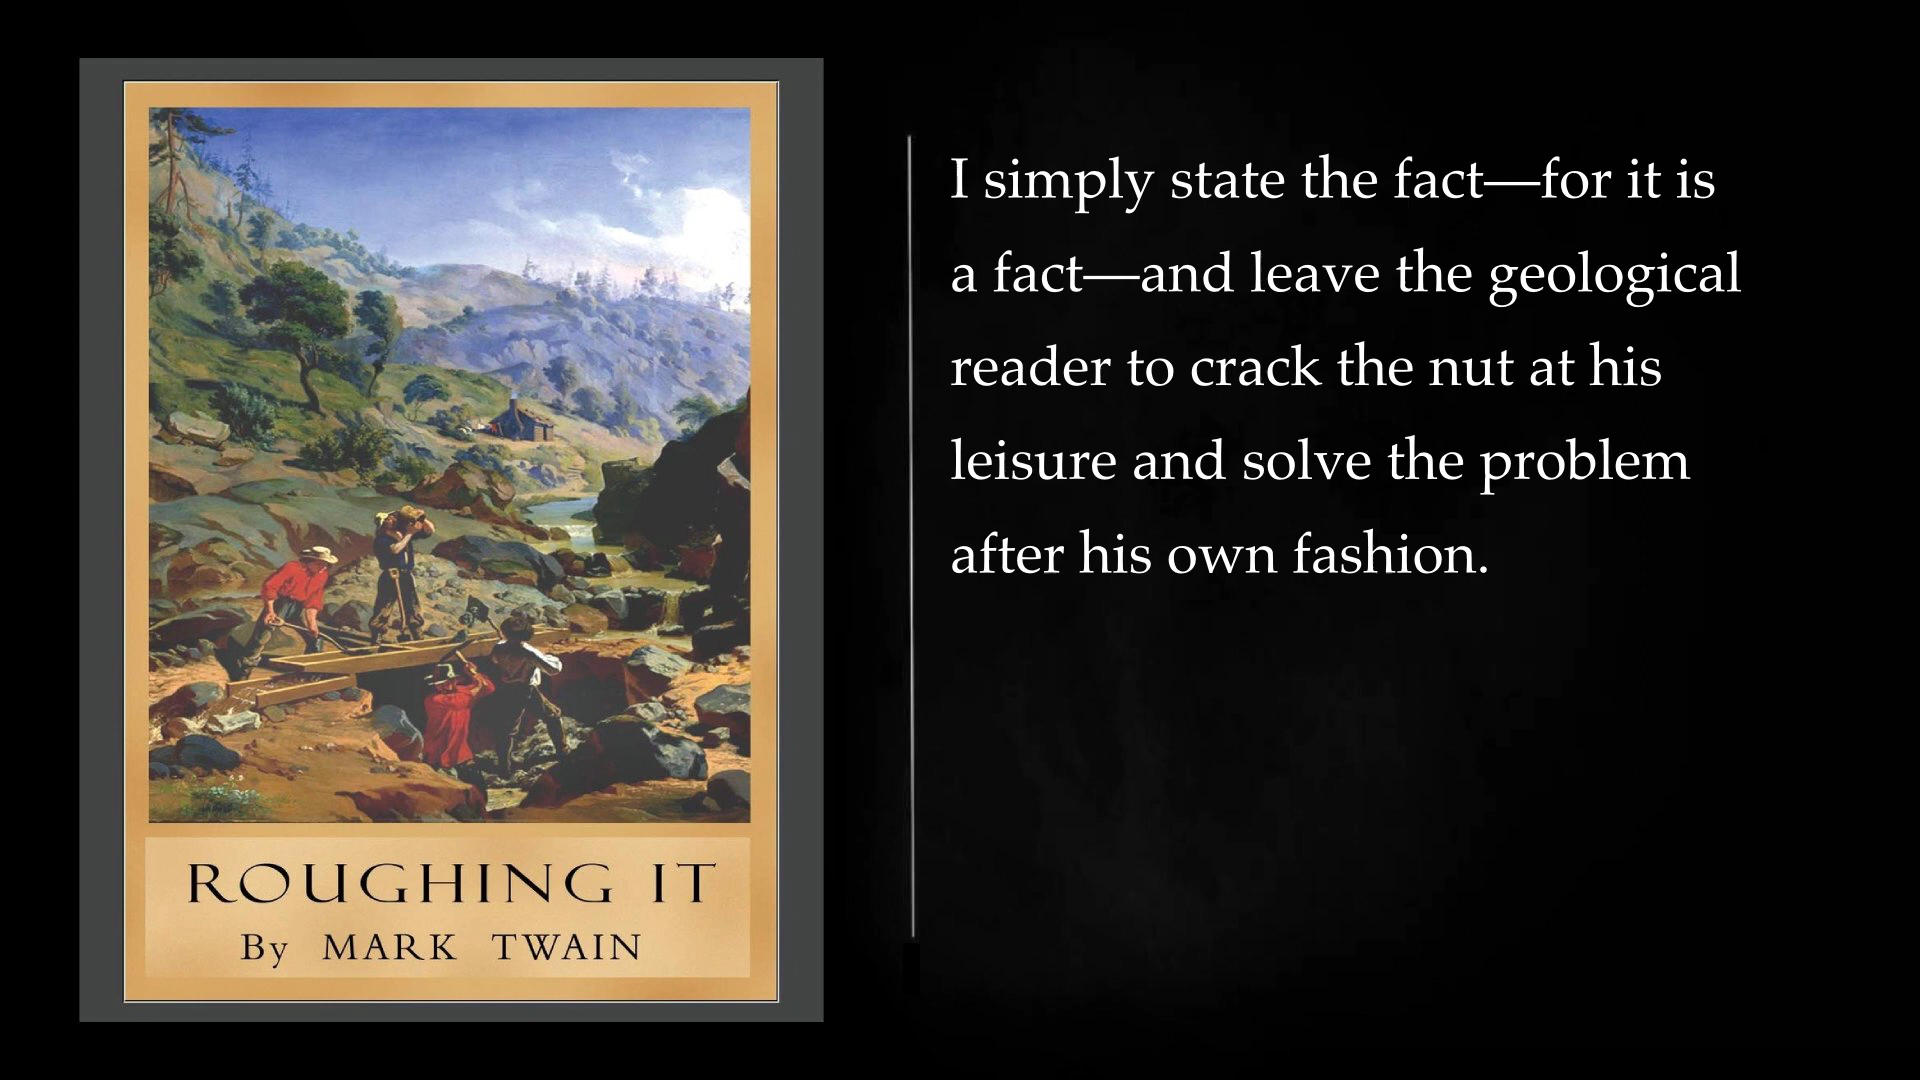 ROUGHING IT
By MARK TWAIN
I simply state the fact—for it is
a fact—and leave the geological
reader to crack the nut at his
leisure and solve the problem
after his own fashion.